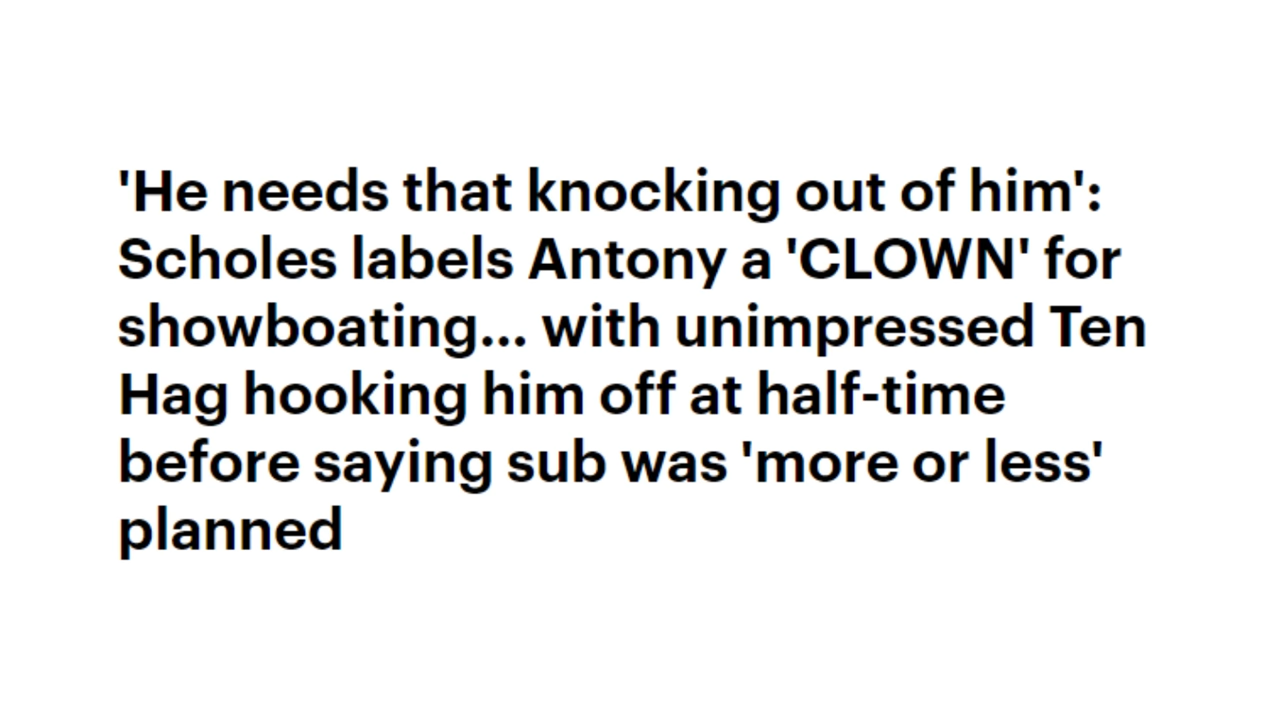 'He needs that knocking out of him':
Scholes labels Antony a 'CLOWN' for
showboating... with unimpressed Ten
Hag hooking him off at half-time
before saying sub was 'more or less'
planned